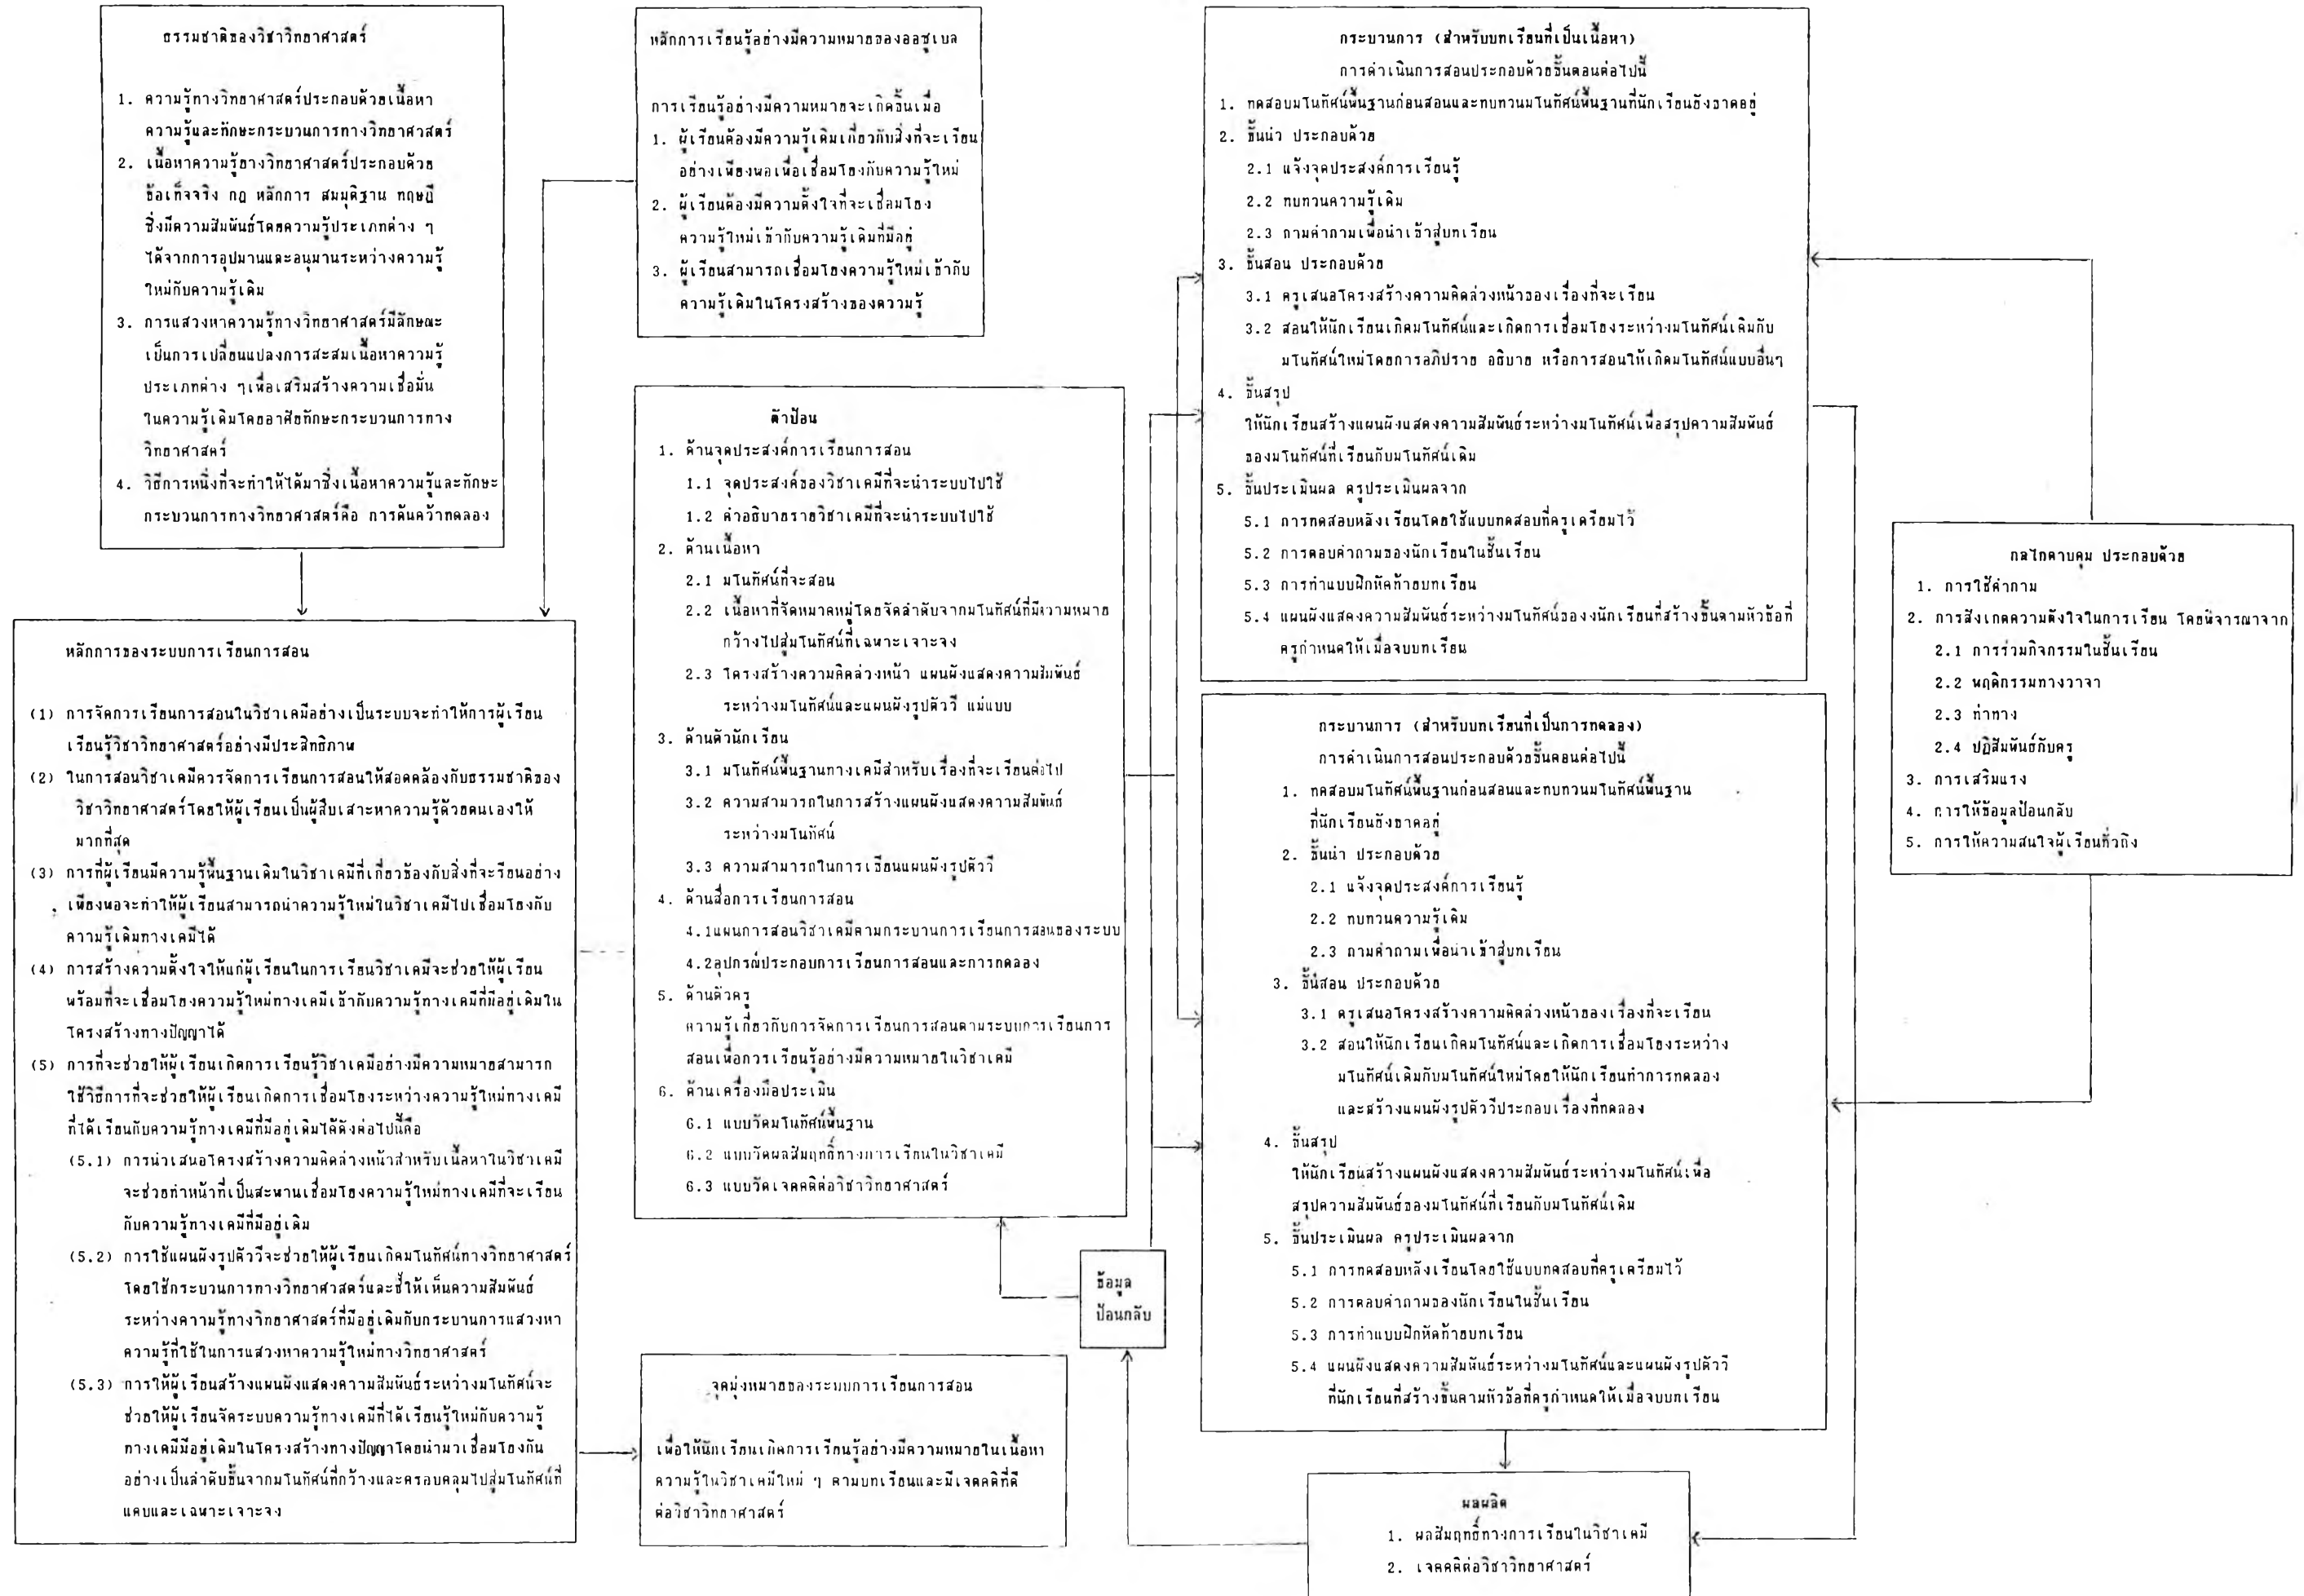 ธรรมชาติของวิชาวิทยาศาสตร์
1. ความรู้ทางวิทยาศาสตร์ประกอบด้วยเนื้อหา
ความรู้และทักษะกระบวนการทางวิทยาศาสตร์
2. เนื้อหาความรู้ยางวิทยาศาสตร์ประกอบด้วย
ข้อเท็จจริง กฎ หลักการ สมมุติฐาน ทฤษฎี
ซึ่งมีความสัมพันธ์โดยความรู้ประเภทต่าง ๆ
ได้จากการอุปมานและอนุมานระหว่างความรู้
ใหม่กับความรู้เดิม
3. การแสวงหาความรู้ทางวิทยาศาสตร์มีลักษณะ
เป็นการเปลี่ยนแปลงการสะสมเนื้อหาความรู้
ประเภทต่าง ๆเพื่อเสริมสร้างความเชื่อมั่น
ในความรู้เดิมโดยอาศัยทักษะกระบวนการทาง
วิทยาศาสตร์
4. วิธีการหนึ่งที่จะทำให้ได้มาซึ่งเนื้อหาความรู้และทักษะ
กระบวนการทางวิทยาศาสตร์คือ การค้นคว้าทดลอง
หลักการเรียนรู้อย่างมีความหมายของออซูเบล
การเรียนรู้อย่างมีความหมายจะเกิดขึ้นเมื่อ
1. ผู้เรียนต้องมีความรู้เดิมเกี่ยวกับสิ่งที่จะเรียน
อย่างเพียงพอเพื่อเชื่อมโยงกับความรู้ใหม่
2. ผู้เรียนต้องมีความตั้งใจที่จะเชื่อมโยง
ความรู้ใหม่เข้ากับความรู้เดิมที่มีอยู่
3. ผู้เรียนสามารถเชื่อมโยงความรู้ใหม่เข้ากับ
ความรู้เดิมในโครงสร้างของความรู้
หลักการของระบบการเรียนการสอน
(1) การจัดการเรียนการสอนในวิชาเคมีอย่างเป็นระบบจะทำให้การผู้เรียน
เรียนรู้วิชาวิทยาศาสตร์อย่างมีประสิทธิภาพ
(2) ในการสอนวิชาเคมีควรจัดการเรียนการสอนให้สอดคล้องกับธรรมชาติของ
วิชาวิทยาศาสตร์โดยให้ผู้เรียนเป็นผู้สืบเสาะหาความรู้ด้วยตนเองให้
มากที่สุด
(3) การที่ผู้เรียนมีความรู้พื้นฐานเดิมในวิชาเคมีที่เกี่ยวข้องกับสิ่งที่จะรียนอย่าง
เพียงพอจะทำให้ผู้เรียนสามารถนำความรู้ใหม่ในวิชาเคมีไปเชื่อมโยงกับ
ความรู้เดิมทางเคมีได้
(4) การสร้างความตั้งใจให้แก่ผู้เรียนในการเรียนวิชาเคมีจะช่วยให้ผู้เรียน
พร้อมที่จะเชื่อมโยงความรู้ใหม่ทางเคมีเข้ากับความรู้ทางเคมีที่มีอยู่เดิมใน
โครงสร้างทางปัญญาได้
(5) การที่จะช่วยให้ผู้เรียนเกิดการเรียนรู้วิชาเคมีอย่างมีความหมายสามารถ
ใช้วิธีการที่จะช่วยให้ผู้เรียนเกิดการเชื่อมโยงระหว่างความรู้ใหม่ทางเคมี
ที่ได้เรียนกับความรู้ทางเคมีที่มีอยู่เดิมได้ดังต่อไปนี้คือ
(5.1) การนำเสนอโครงสร้างความคิดล่างหน้าสำหรับเนื้อหาในวิชาเคมี
จะช่วยทำหน้าที่เป็นสะพานเชื่อมโยงความรู้ใหม่ทางเคมีที่จะเรียน
กับความรู้ทางเคมีที่มีอยู่เดิม
(5.2) การใช้แผนผังรูปตัววีจะช่วยให้ผู้เรียนเกิดมโนทัศน์ทางวิทยาศาสตร์
โดยใช้กระบวนการทางวิทยาศาสตร์และชี้ให้เห็นความสัมพันธ์
ระหว่างความรู้ทางวิทยาศาสตร์ที่มีอยู่เดิมกับกระบวนการแสวงหา
ความรู้ที่ใช้ในการแสวงหาความรู้ใหม่ทางวิทยาศาสตร์
(5.3) การให้ผู้เรียนสร้างแผนผังแสดงความสัมพันธ์ระหว่างมโนทัศน์จะ
ช่วยให้ผู้เรียนจัดระบบความรู้ทางเคมีที่ได้เรียนรู้ใหม่กับความรู้
ทางเคมีมีอยู่เดิมในโครงสร้างทางปัญญาโดยนำมาเชื่อมโยงกัน
อย่างเป็นลำดับขั้นจากมโนทัศน์ที่กว้างและครอบคลุมไปสู่มโนทัศน์ที่
แคบและเฉพาะเจาะจง
ตัวป้อน
1. ด้านจุดประสงค์การเรียนการสอน
1.1 จุดประสงค์ของวิชาเคมีที่จะนำระบบไปใช้
1.2 คำอธิบายรายวิชาเคมีที่จะนำระบบไปใช้
2. ด้านเนื้อหา
2.1 มโนทัศน์ที่จะสอน
2.2 เนื้อหาที่จัดหมวดหมู่โดยจัดลำดับจากมโนทัศน์ที่มีความหมาย
กว้างไปสู่มโนทัศน์ที่เฉพาะเจาะจง
2.3 โครงสร้างความคิดล่วงหน้า แผนผังแสดงความสัมพันธ์
ระหว่างมโนทัศน์และแผนผังรูปตัววี แม่แบบ
3. ด้านตัวนักเรียน
3.1 มโนทัศน์พื้นฐานทางเคมีสำหรับเรื่องที่จะเรียนต่อไป
3.2 ความสามารถในการสร้างแผนผังแสดงความสัมพันธ์
ระหว่างมโนทัศน์
3.3 ความสามารถในการเขียนแผนผังรูปตัววี
4. ด้านสื่อการเรียนการสอน
4.1แผนการสอนวิชาเคมีตามกระบวนการเรียนการสอนของระบบ
4.2อุปกรณ์ประกอบการเรียนการสอนและการทดลอง
5. ด้านตัวครู
ความรู้เกี่ยวกับการจัดการเรียนการสอนตามระบบการเรียนการ
สอนเพื่อการเรียนรู้อย่างมีความหมายในวิชาเคมี
6. ด้านเครื่องมือประเมิน
6.1 แบบวัดมโนทัศน์พื้นฐาน
6.2 แบบวัดผลสัมฤทธิ์ทางการเรียนในวิชาเคมี
6.3 แบบวัดเจตคติต่อวิชาวิทยาศาสตร์
ข้อมูล
ป้อนกลับ
จุดมุ่งหมายของระบบการเรียนการสอน
เพื่อให้นักเรียนเกิดการเรียนรู้อย่างมีความหมายในเนื้อหา
ความรู้ในวิชาเคมีใหม่ ๆ ตามบทเรียนและมีเจตคติที่ดี
ต่อวิชาวิทยาศาสตร์
กระบวนการ (สำหรับบทเรียนที่เป็นเนื้อหา)
การดำเนินการสอนประกอบด้วยขั้นตอนต่อไปนี้
1. ทดสอบมโนทัศน์พื้นฐานก่อนสอนและทบทวนมโนทัศน์พื้นฐานที่นักเรียนยังขาดอยู่
2. ขั้นนำ ประกอบด้วย
2.1 แจ้งจุดประสงค์การเรียนรู้
2.2 ทบทวนความรู้เดิม
2.3 ถามคำถามเพื่อนำเข้าสู่บทเรียน
3. ขั้นสอน ประกอบด้วย
3.1 ครูเสนอโครงสร้างความคิดล่วงหน้าของเรื่องที่จะเรียน
3.2 สอนให้นักเรียนเกิดมโนทัศน์และเกิดการเชื่อมโยงระหว่างมโนทัศน์เดิมกับ
มโนทัศน์ใหม่โดยการอภิปราย อธิบาย หรือการสอนให้เกิดมโนทัศน์แบบอื่นๆ
4. ขั้นสรุป
ให้นักเรียนสร้างแผนผังแสดงความสัมพันธ์ระหว่างมโนทัศน์เพื่อสรุปความสัมพันธ์
ของมโนทัศน์ที่เรียนกับมโนทัศน์เดิม
5. ขั้นประเมินผล ครูประเมินผลจาก
5.1 การทดสอบหลังเรียนโดยใช้แบบทดสอบที่ครูเตรียมไว้
5.2 การตอบคำถามของนักเรียนในชั้นเรียน
5.3 การทำแบบฝึกหัดท้ายบทเรียน
5.4 แผนผังแสดงความสัมพันธ์ระหว่างมโนทัศน์ของงนักเรียนที่สร้างขึ้นตามหัวข้อที่
ครูกำหนดให้เมื่อจบบทเรียน
กระบวนการ (สำหรับบทเรียนที่เป็นการทดลอง)
การดำเนินการสอนประกอบด้วยขั้นตอนต่อไปนี้
1. ทดสอบมโนทัศน์พื้นฐานก่อนสอนและทบทวนมโนทัศน์พื้นฐาน
ที่นักเรียนยังขาดอยู่
2. ขั้นนำ ประกอบด้วย
2.1 แจ้งจุดประสงค์การเรียนรู้
2.2 ทบทวนความรู้เดิม
2.3 ถามคำถามเพื่อนำเข้าสู่บทเรียน
3. ขั้นสอน ประกอบด้วย
3.1 ครูเสนอโครงสร้างความคิดล่วงหน้าของเรื่องที่จะเรียน
3.2 สอนให้นักเรียนเกิดมโนทัศน์และเกิดการเชื่อมโยงระหว่าง
มโนทัศน์เดิมกับมโนทัศน์ใหม่โดยให้นักเรียนทำการทดลอง
และสร้างแผนผังรูปตัววีประกอบเรื่องที่ทดลอง
4. ขั้นสรุป
ให้นักเรียนสร้างแผนผังแสดงความสัมพันธ์ระหว่างมโนทัศน์เพื่อ
สรุปความสัมพันธ์ของมโนทัศน์ที่เรียนกับมโนทัศน์เดิม
5. ขั้นประเมินผล ครูประเมินผลจาก
5.1 การทดสอบหลังเรียนโดยใช้แบบทดสอบที่ครูเตรียมไว้
5.2 การตอบคำถามของนักเรียนในชั้นเรียน
5.3 การทำแบบฝึกหัดท้ายบทเรียน
5.4 แผนผังแสดงความสัมพันธ์ระหว่างมโนทัศน์และแผนผังรูปตัววี
ที่นักเรียนที่สร้างขึ้นตามหัวข้อที่ครูกำหนดให้เมื่อจบบทเรียน
ผลผลิต
1. ผลสัมฤทธิ์ทางการเรียนในวิชาเคมี
2. เจตคติต่อวิชาวิทยาศาสตร์
กลไกควบคุม ประกอบด้วย
1. การใช้คำถาม
2. การสังเกตความตั้งใจในการเรียน โดยพิจารณาจาก
2.1 การร่วมกิจกรรมในชั้นเรียน
2.2 พฤติกรรมทางวาจา
2.3 ท่าทาง
2.4 ปฏิสัมพันธ์กับครู
3. การเสริมแรง
4. การให้ข้อมูลป้อนกลับ
5. การให้ความสนใจผู้เรียนทั่วถึง